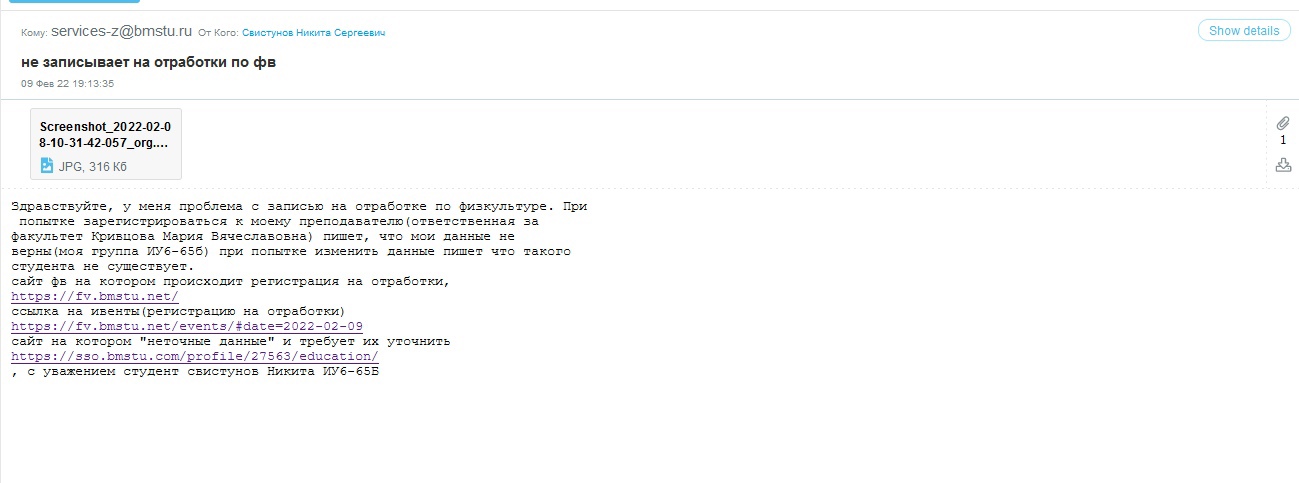 Кому: services-z@bmstu.ru От Кого: Свистунов Никита Сергеевич
Show details
не записывает на отработки по фв
09 Фев 22 19:13:35
Screenshot_2022-02-0
8-10-31-42-057_org....
JPG, 316 Кб
1
Здравствуйте, у меня проблема с записью на отработке по физкультуре. При
попытке зарегистрироваться к моему преподавателю(ответственная за
факультет Кривцова Мария Вячеславовна) пишет, что мои данные не
верны(моя группа ИУ6-65б) при попытке изменить данные пишет что такого
студента не существует.
сайт фв на котором происходит регистрация на отработки,
https://fv.bmstu.net/
ссылка на ивенты(регистрацию на отработки)
https://fv.bmstu.net/events/#date=2022-02-09
сайт на котором "неточные данные" и требует их уточнить
https://sso.bmstu.com/profile/27563/education/
, с уважением студент свистунов Никита ИУ6-65Б